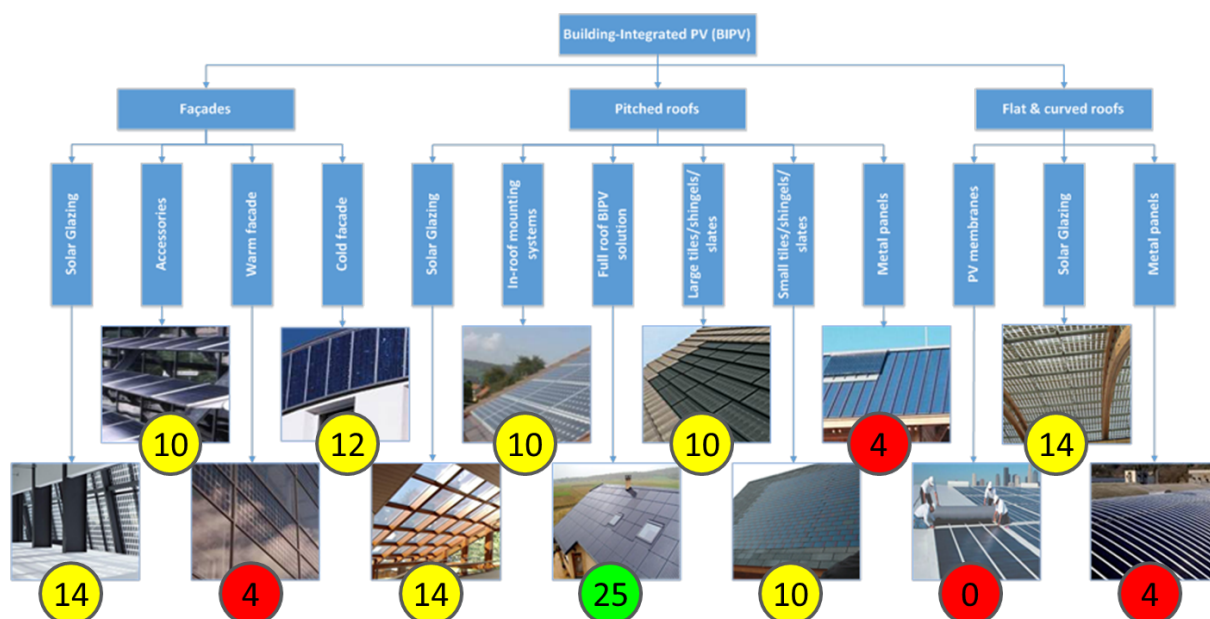 Building-Integrated PV (BIPV)
Façades
Pitched roofs
Flat & curved roofs
Solar Glazing
Accessories
Warm facade
Cold facade
Solar Glazing
In-roof mounting
systems
Full roof BIPV
solution
Large tiles/shingels/
slates
Small tiles/shingels/
slates
Metal panels
PV membranes
Solar Glazing
Metal panels
10
12
10
10
4
14
14
4
14
25
10
0
4